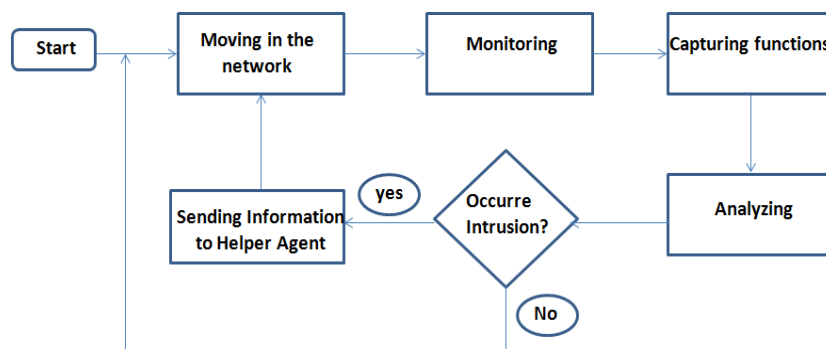 Start
Moving in the
network
Monitoring
Capturing functions
Analyzing
Occurre
Intrusion?
yes
Sending Information
to Helper Agent
No